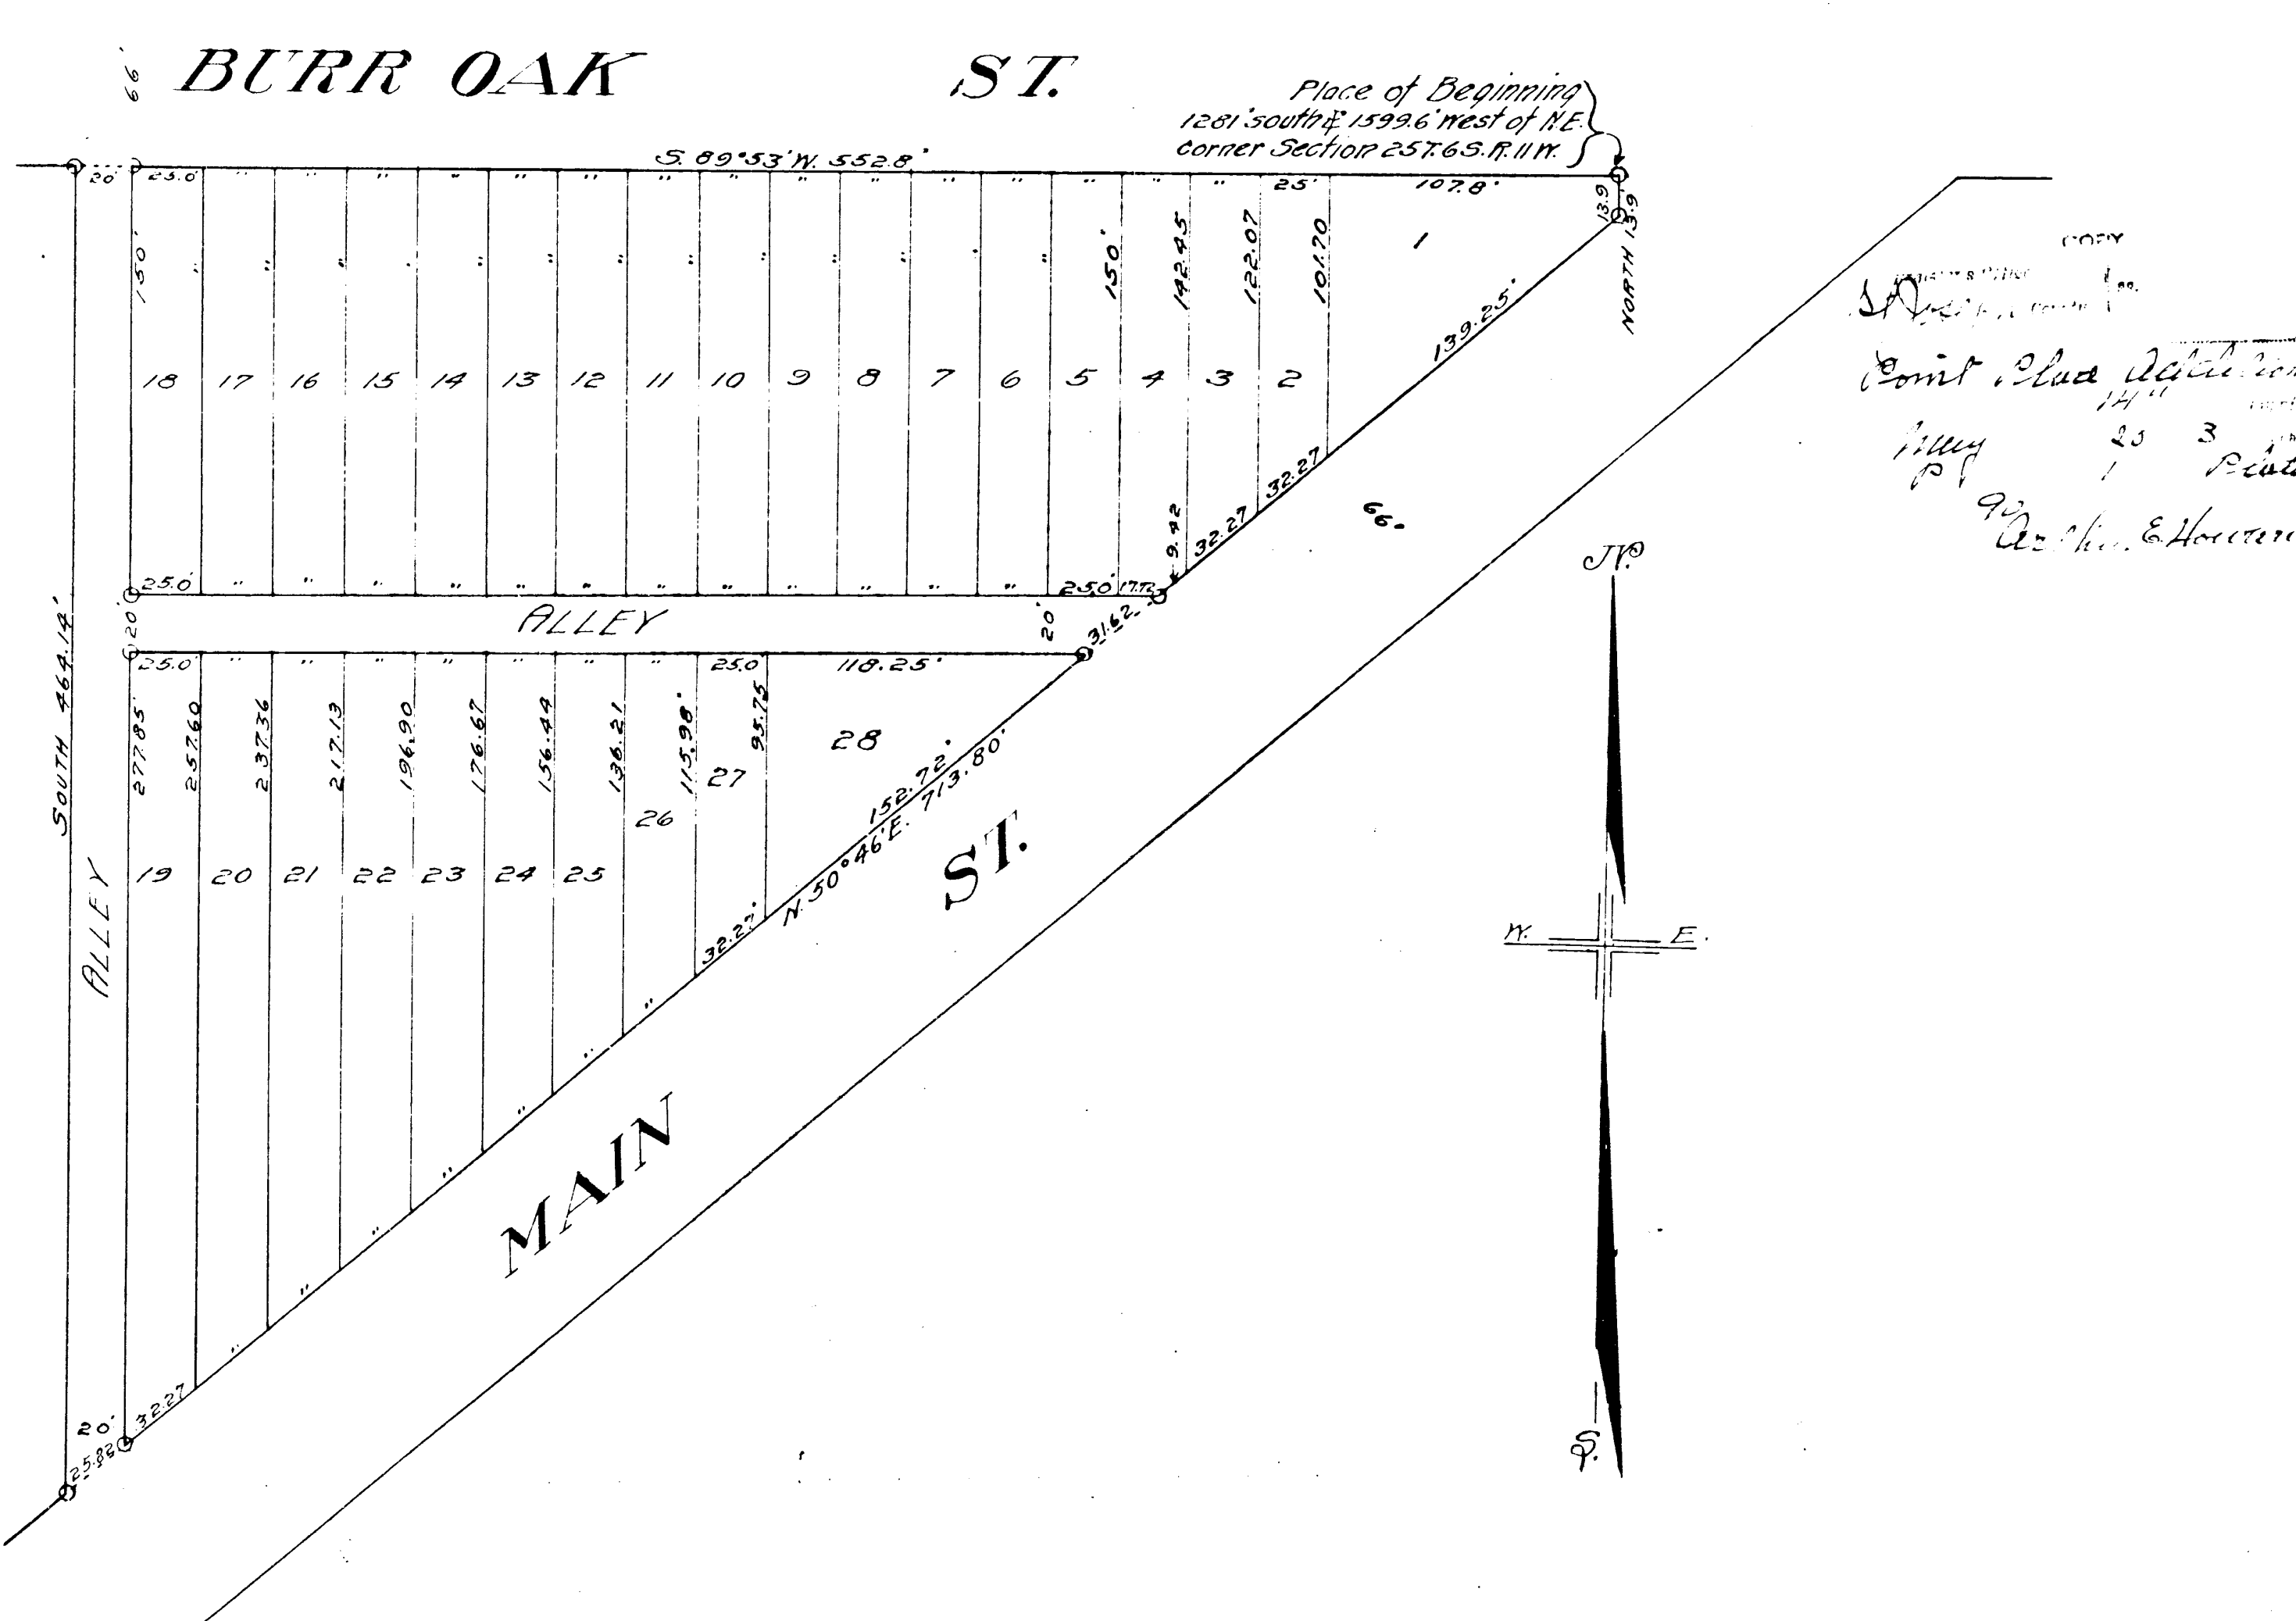 66'
BURR OAK ST.
Place of Beginning
1281' south & 1599.6' West of N.E.
corner Section 25 T. 6 S. R. 11 W.
S. 89°53' W. 552.8'
20' 25.0' " " " " " " " " " " " " " " " 25' 107.8'
13.9 13.9'
NORTH
150' " " " " " " " " " " " " 150' 142.45 122.07 101.70
1
139.25'
18 17 16 15 14 13 12 11 10 9 8 7 6 5 4 3 2
32.27
32.27
9.42
66'
25.0' " " " " " " " " " " " " 25.0' 17.72
20' ALLEY 20' 31.62
25.0' " " " " " " " 25.0 118.25'
277.85' 257.60 237.36 217.13 196.90 176.67 156.44 136.21 115.98' 95.75
28
27
26
19 20 21 22 23 24 25
152.72'
N. 50°46' E. 713.80'
32.27'
" " " " " " "
32.27
SOUTH 464.14'
ALLEY
20'
25.82
MAIN ST.
COPY
Point Place Addition
14"
25 3
1
Arthur E.
N.
W. E.
S.